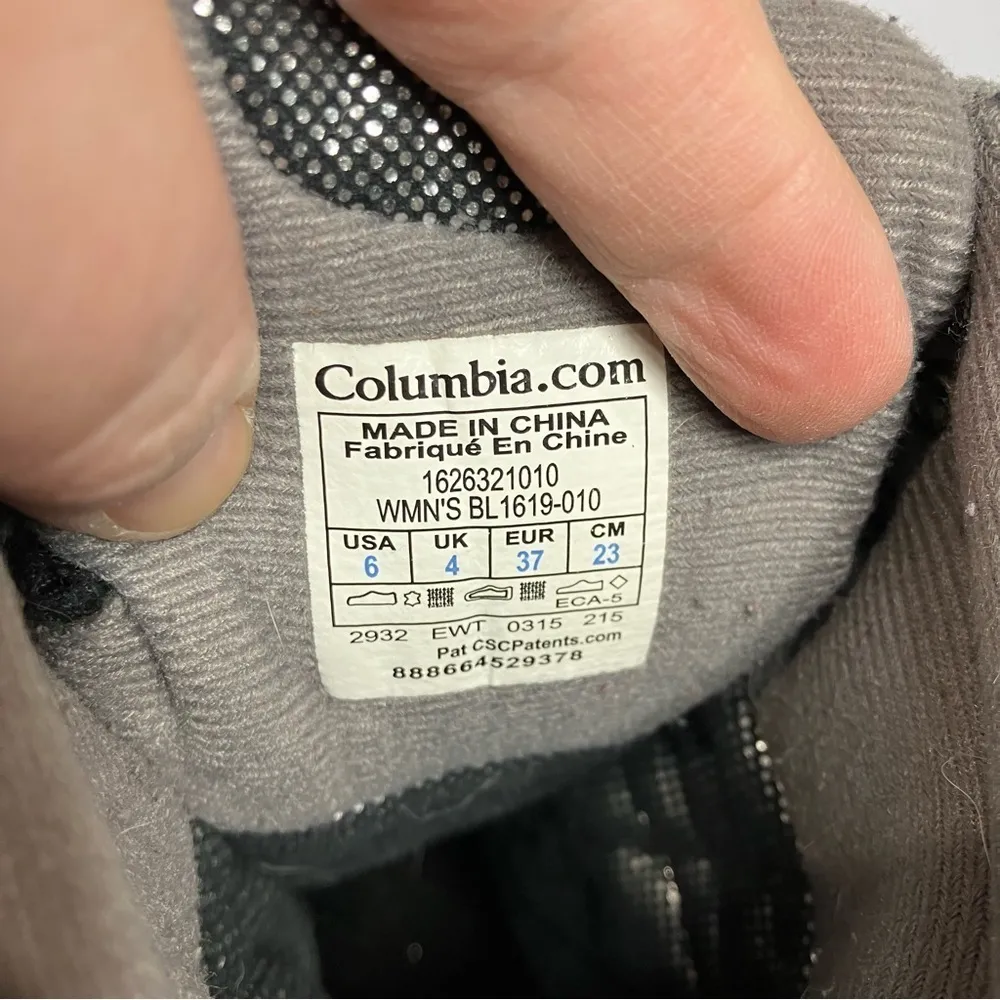 Columbia.com
MADE IN CHINA
Fabriqué En Chine
1626321010
WMN'S BL1619-010
USA UK EUR CM
6 4 37 23
ECA-5
2932 EWT 0315 215
Pat CSCPatents.com
888664529378